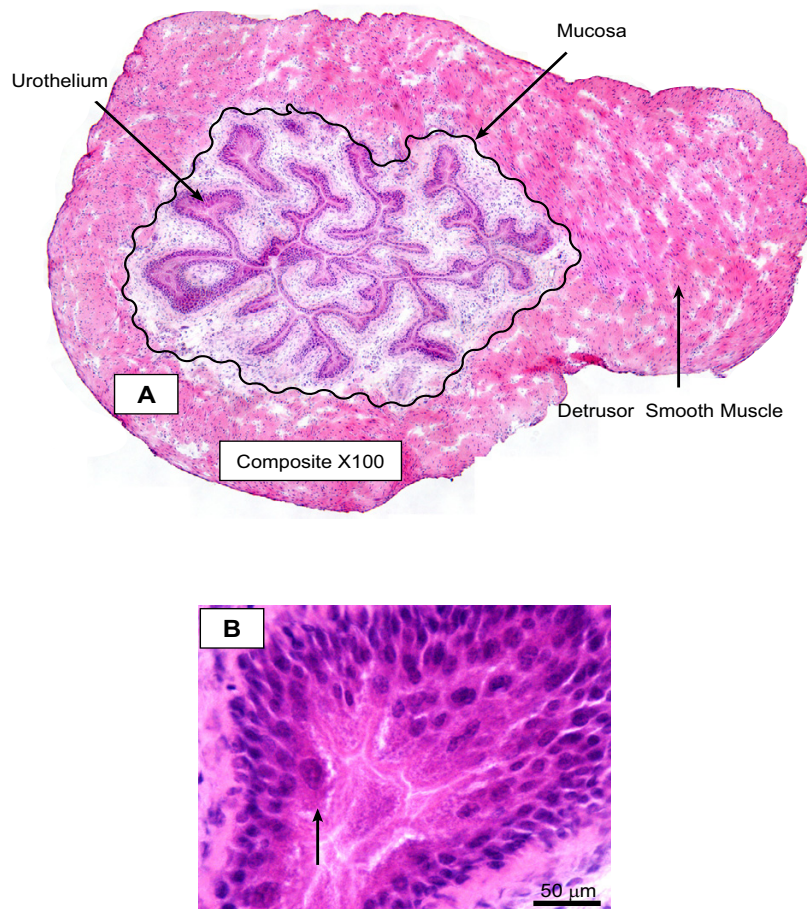 Mucosa
Urothelium
A
Detrusor Smooth Muscle
Composite X100
B
50 μm